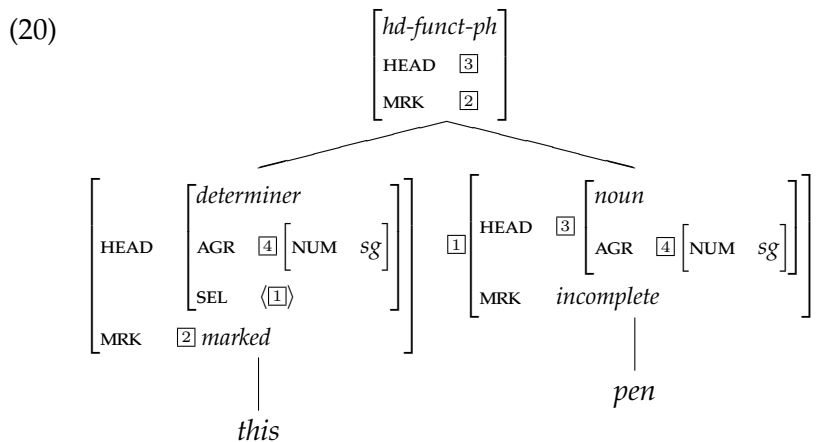 (20)
hd-funct-ph
HEAD 3
MRK 2
determiner
HEAD AGR 4 [NUM sg]
SEL ⟨1⟩
MRK 2 marked
1
noun
HEAD 3
AGR 4 [NUM sg]
MRK incomplete
this
pen